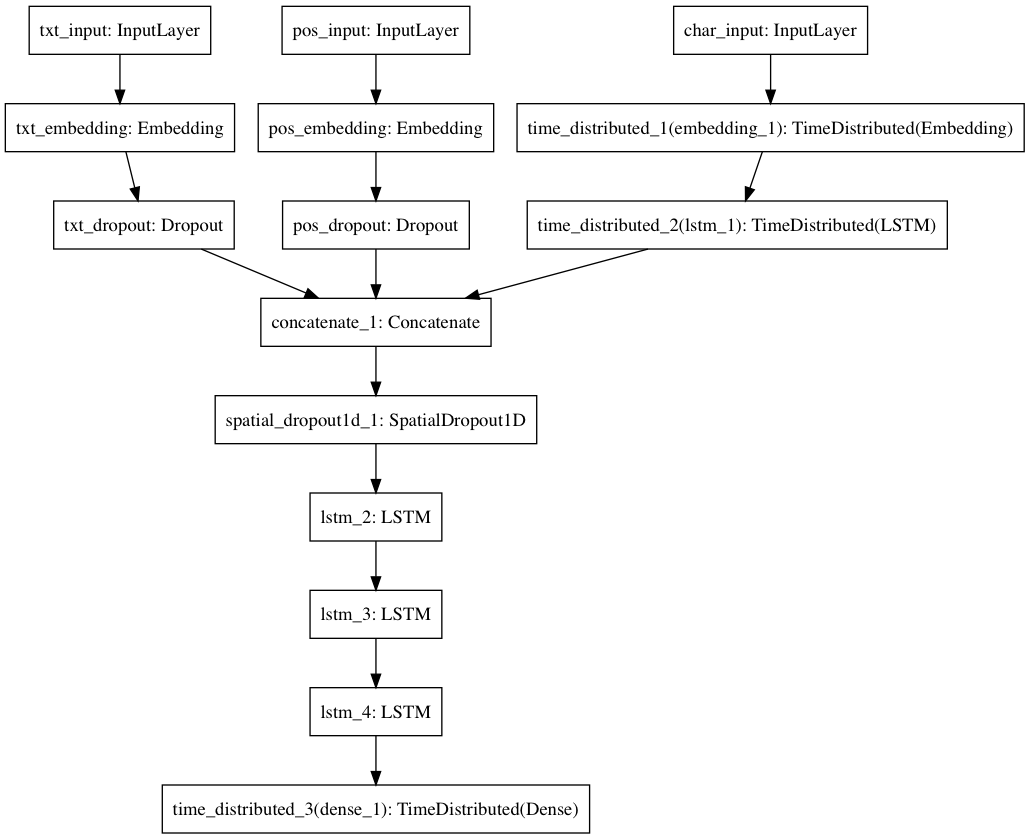 txt_input: InputLayer
pos_input: InputLayer
char_input: InputLayer
txt_embedding: Embedding
pos_embedding: Embedding
time_distributed_1(embedding_1): TimeDistributed(Embedding)
txt_dropout: Dropout
pos_dropout: Dropout
time_distributed_2(lstm_1): TimeDistributed(LSTM)
concatenate_1: Concatenate
spatial_dropout1d_1: SpatialDropout1D
lstm_2: LSTM
lstm_3: LSTM
lstm_4: LSTM
time_distributed_3(dense_1): TimeDistributed(Dense)